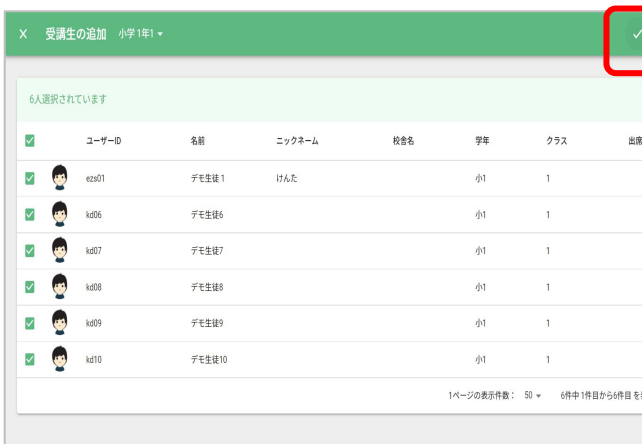 X 受講生の追加 小学1年1
6人選択されています
ユーザーID 名前 ニックネーム 校舎名 学年 クラス 出席
ezs01 デモ生徒1 けんた 小1 1
kd06 デモ生徒6 小1 1
kd07 デモ生徒7 小1 1
kd08 デモ生徒8 小1 1
kd09 デモ生徒9 小1 1
kd10 デモ生徒10 小1 1
1ページの表示件数： 50 6件中1件目から6件目を